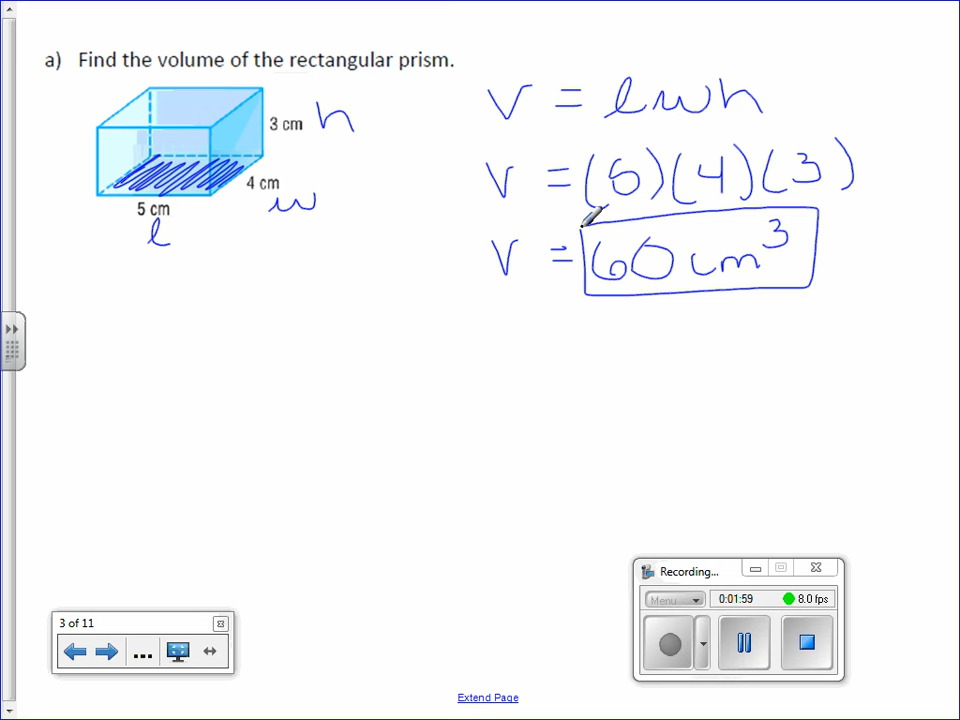 a) Find the volume of the rectangular prism.
3 cm h
4 cm
w
5 cm
l
V = lwh
V = (5)(4)(3)
V = 60 cm³
Recording...
Menu 0:01:59 8.0 fps
3 of 11
...
Extend Page